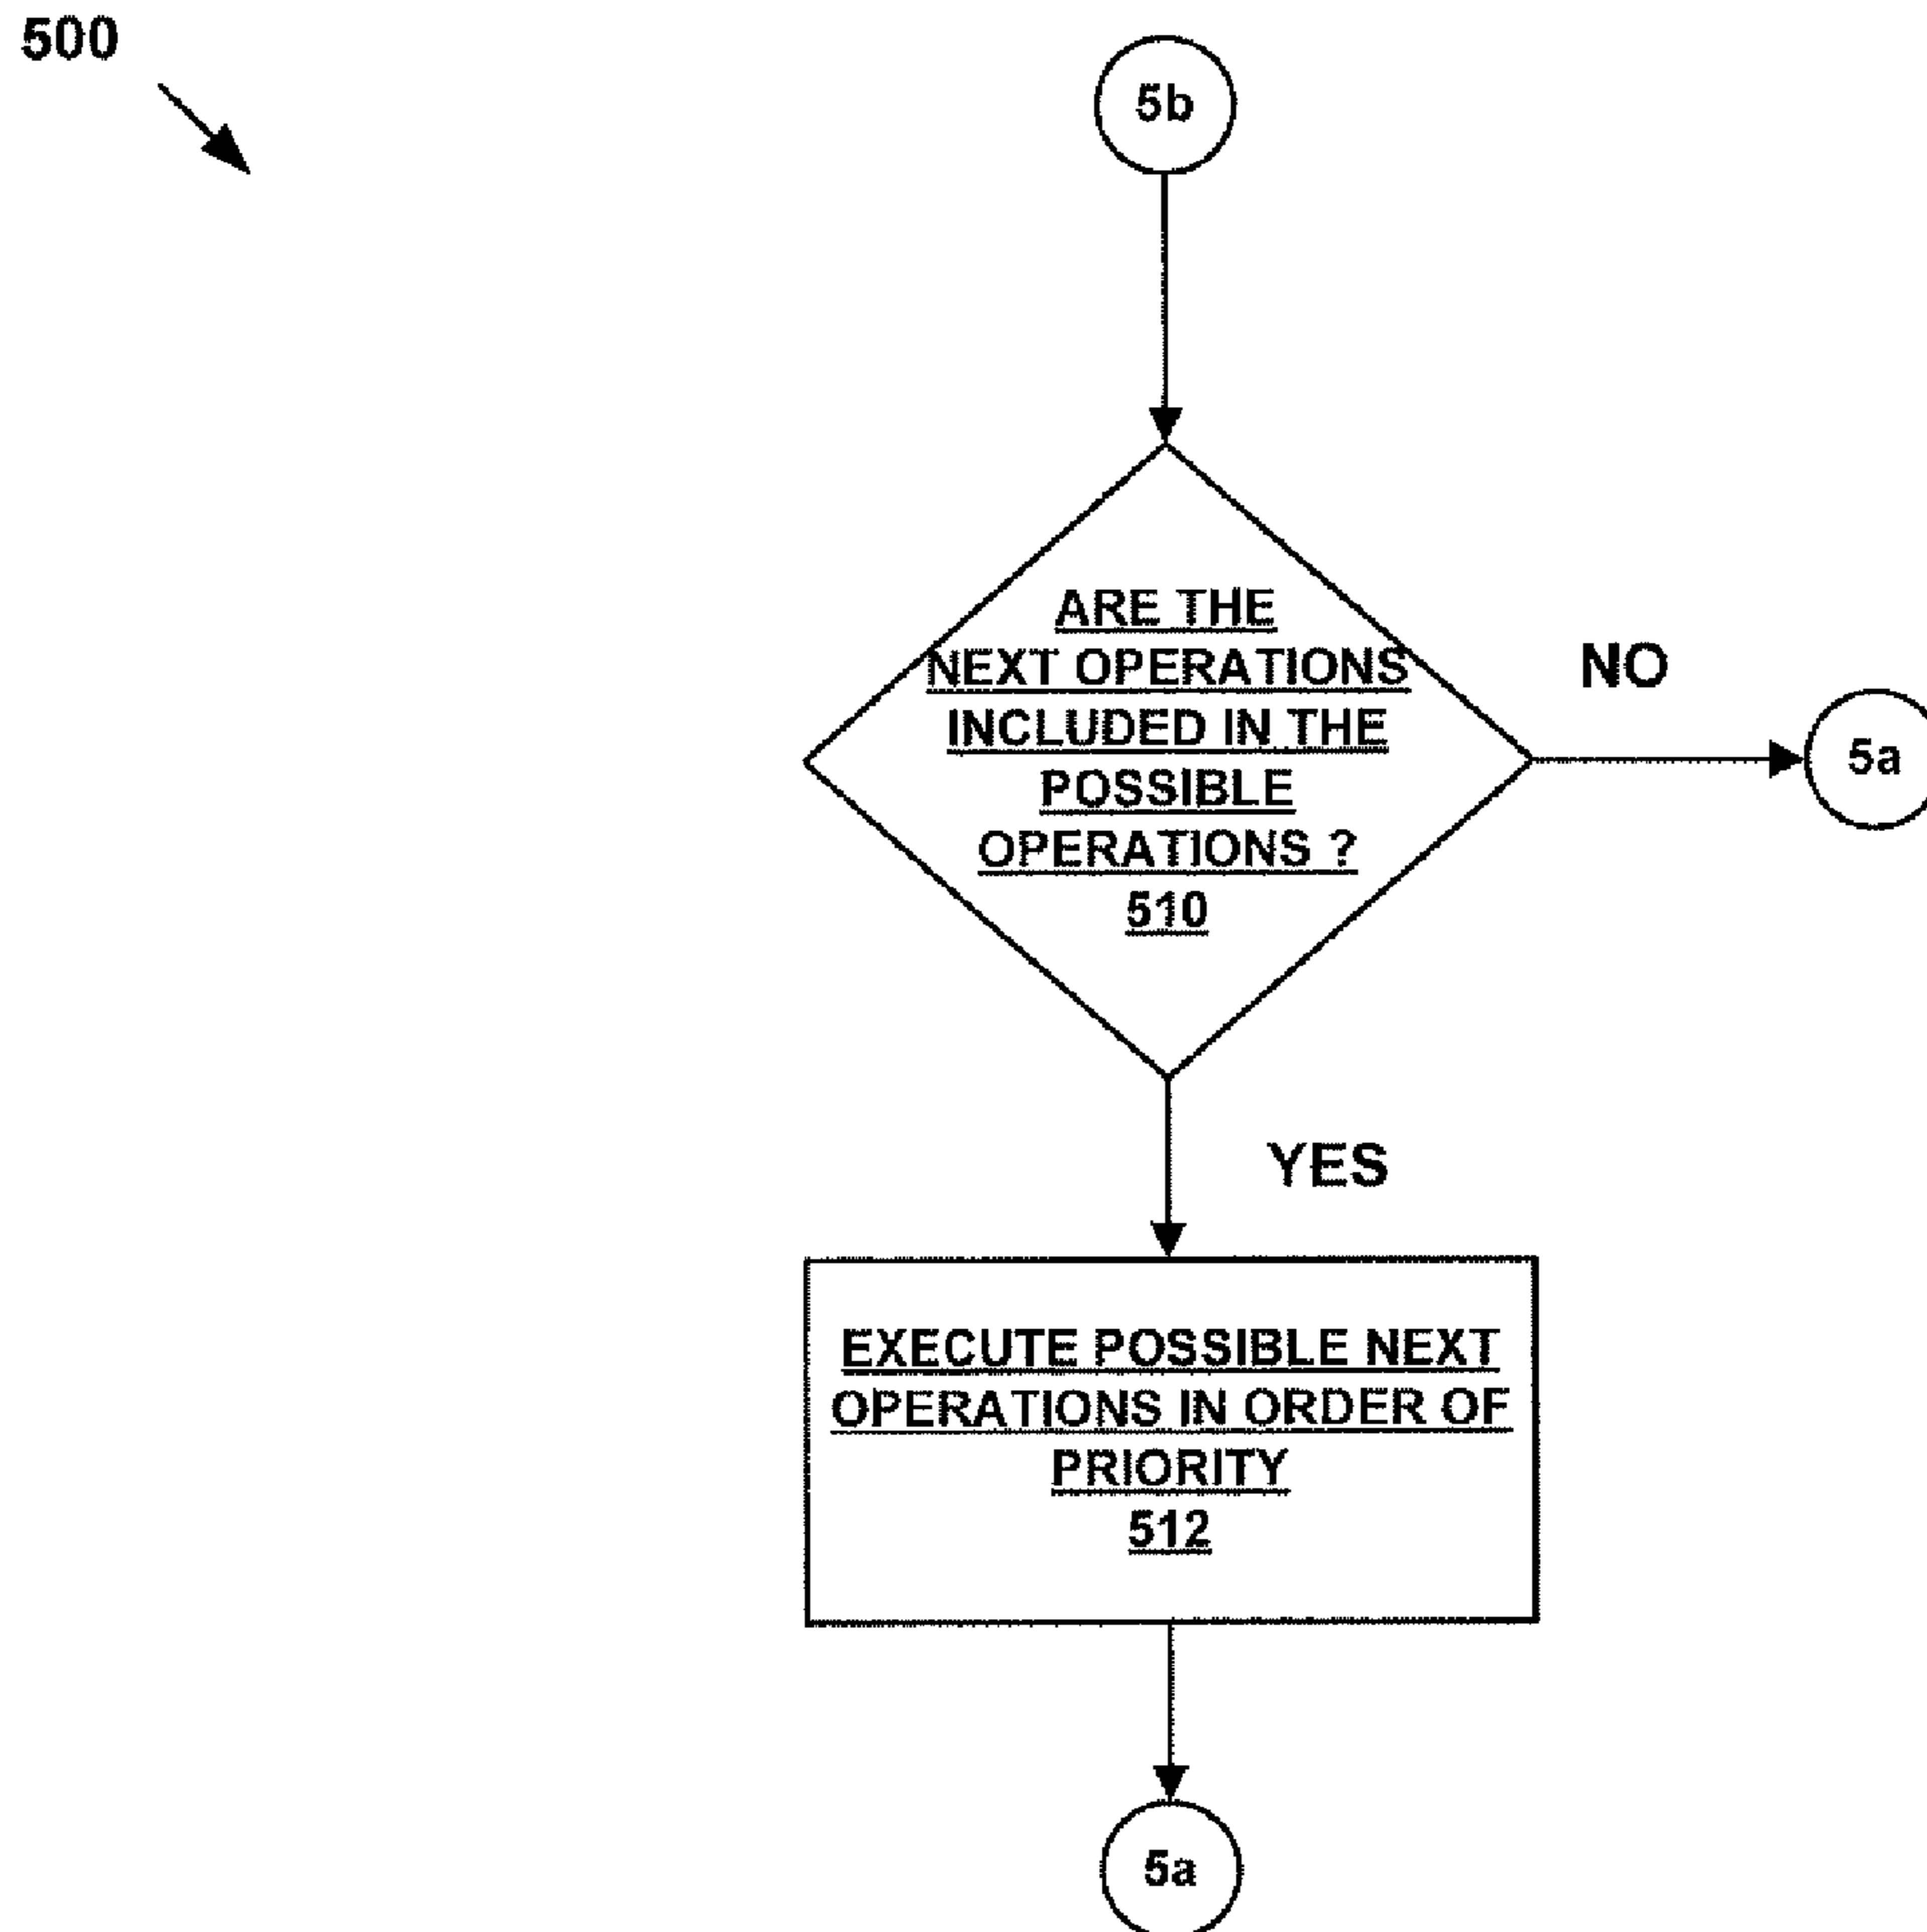 500
5b
ARE THE
NEXT OPERATIONS
INCLUDED IN THE
POSSIBLE
OPERATIONS ?
510
NO
5a
YES
EXECUTE POSSIBLE NEXT
OPERATIONS IN ORDER OF
PRIORITY
512
5a